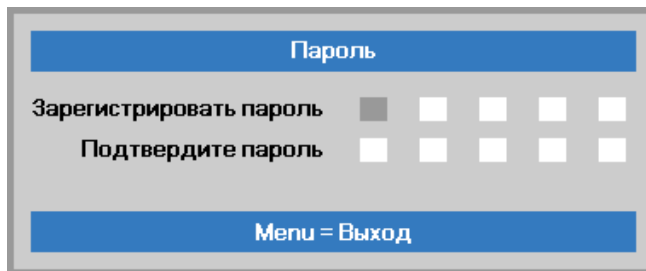 Пароль
Зарегистрировать пароль
Подтвердите пароль
Menu = Выход